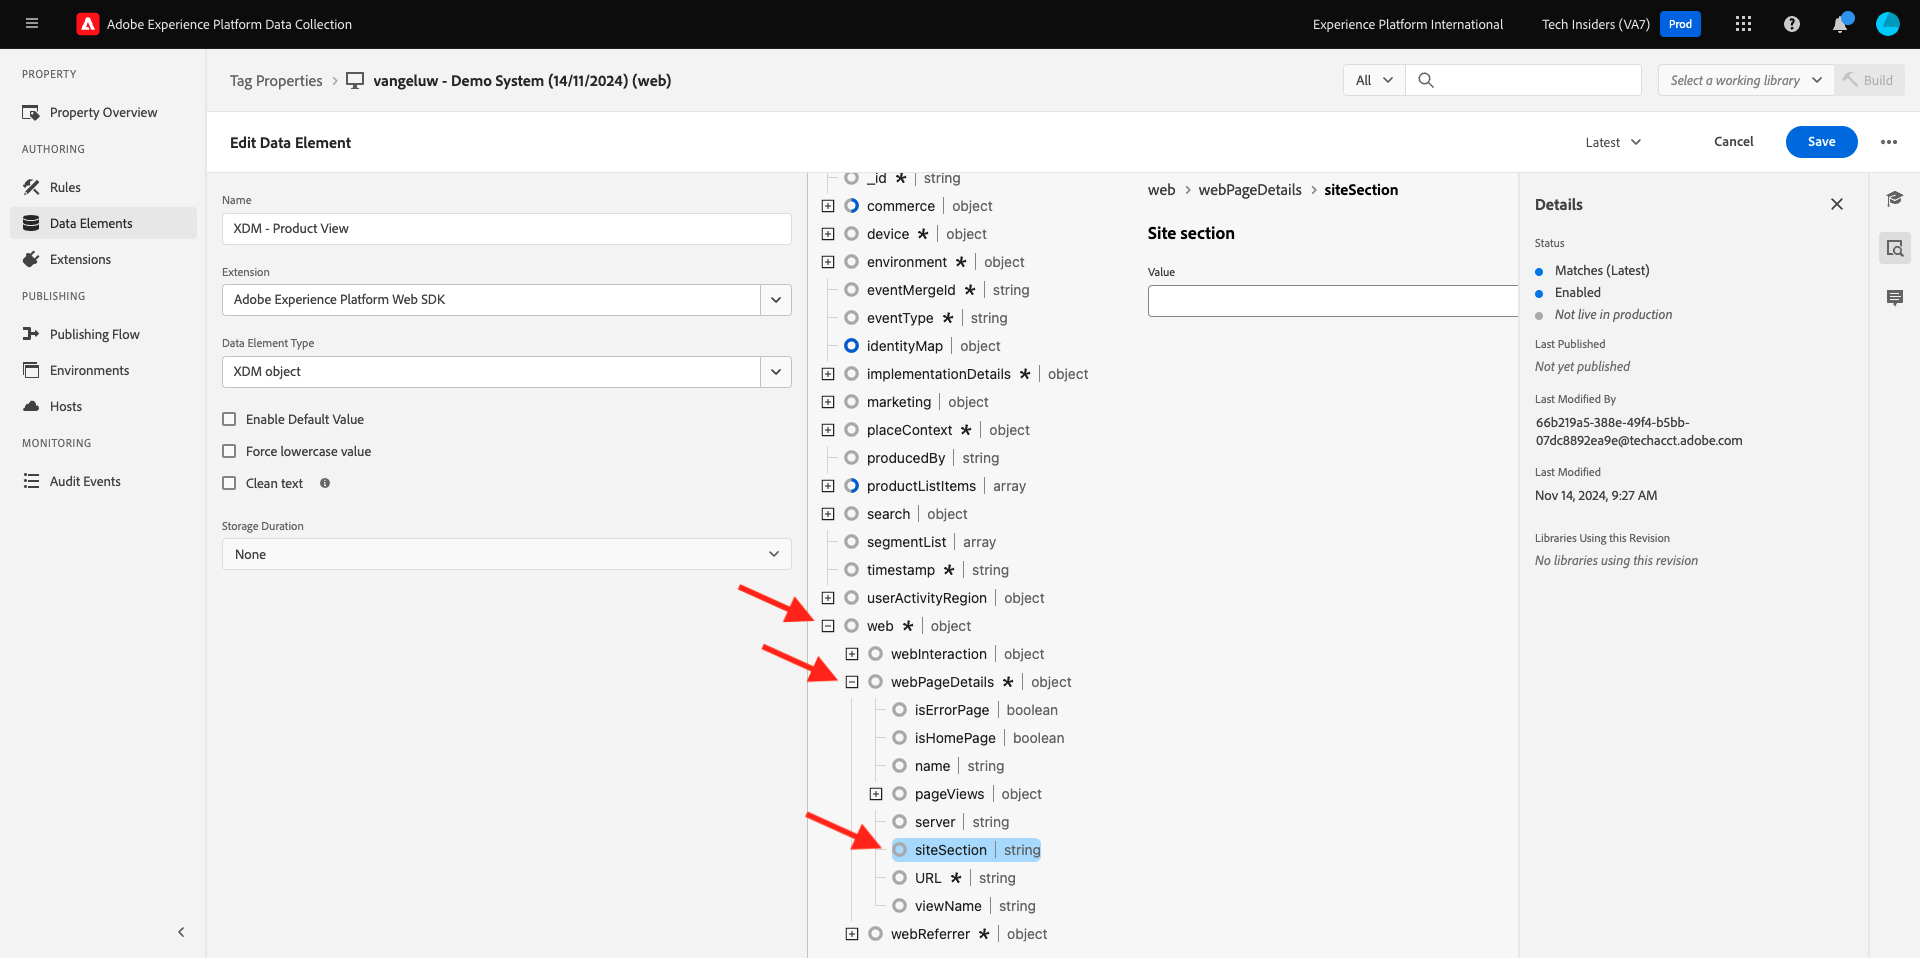 Adobe Experience Platform Data Collection
Experience Platform International
Tech Insiders (VA7)
Prod
PROPERTY
Property Overview
AUTHORING
Rules
Data Elements
Extensions
PUBLISHING
Publishing Flow
Environments
Hosts
MONITORING
Audit Events
Tag Properties
vangeluw - Demo System (14/11/2024) (web)
All
Select a working library
Build
Edit Data Element
Latest
Cancel
Save
Name
XDM - Product View
Extension
Adobe Experience Platform Web SDK
Data Element Type
XDM object
Enable Default Value
Force lowercase value
Clean text
Storage Duration
None
_id * | string
commerce | object
device * | object
environment * | object
eventMergeId * | string
eventType * | string
identityMap | object
implementationDetails * | object
marketing | object
placeContext * | object
producedBy | string
productListItems | array
search | object
segmentList | array
timestamp * | string
userActivityRegion | object
web * | object
webInteraction | object
webPageDetails * | object
isErrorPage | boolean
isHomePage | boolean
name | string
pageViews | object
server | string
siteSection | string
URL * | string
viewName | string
webReferrer * | object
web > webPageDetails > siteSection
Site section
Value
Details
Status
Matches (Latest)
Enabled
Not live in production
Last Published
Not yet published
Last Modified By
66b219a5-388e-49f4-b5bb-
07dc8892ea9e@techacct.adobe.com
Last Modified
Nov 14, 2024, 9:27 AM
Libraries Using this Revision
No libraries using this revision